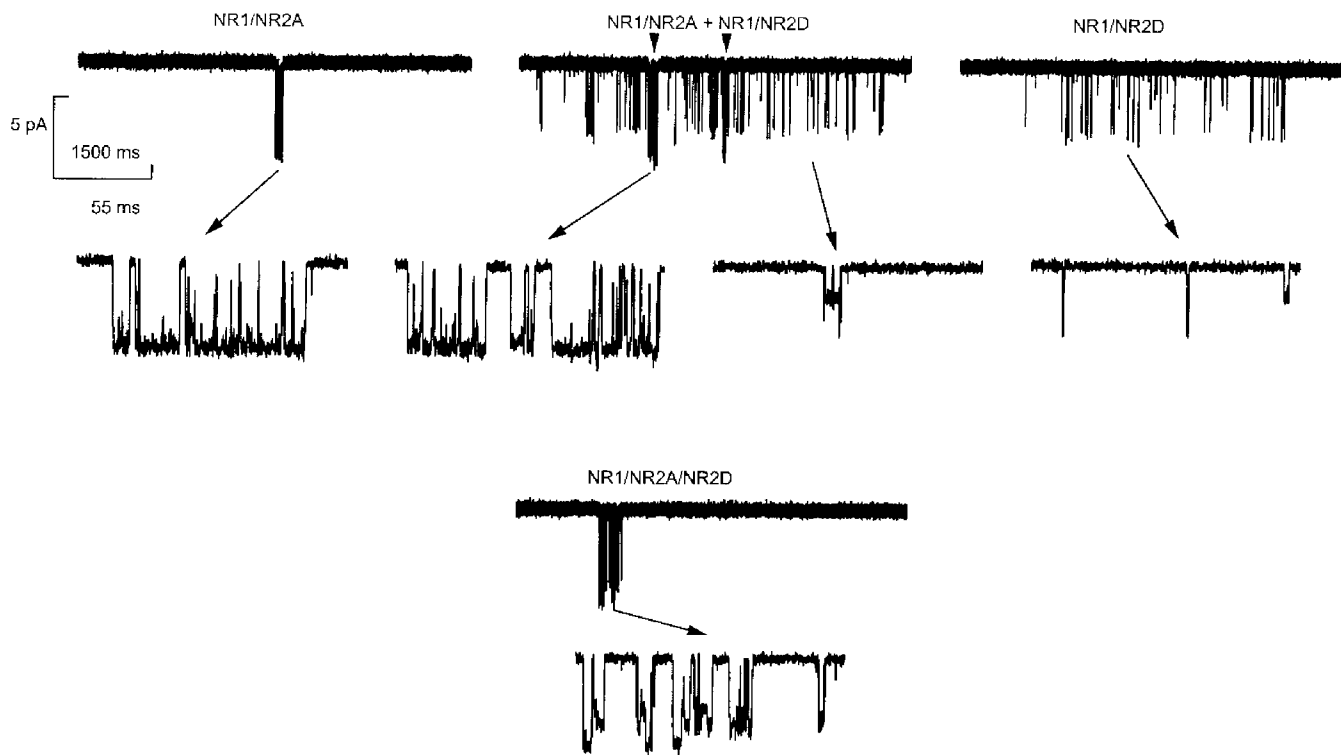 NR1/NR2A
NR1/NR2A + NR1/NR2D
NR1/NR2D
5 pA
1500 ms
55 ms
NR1/NR2A/NR2D